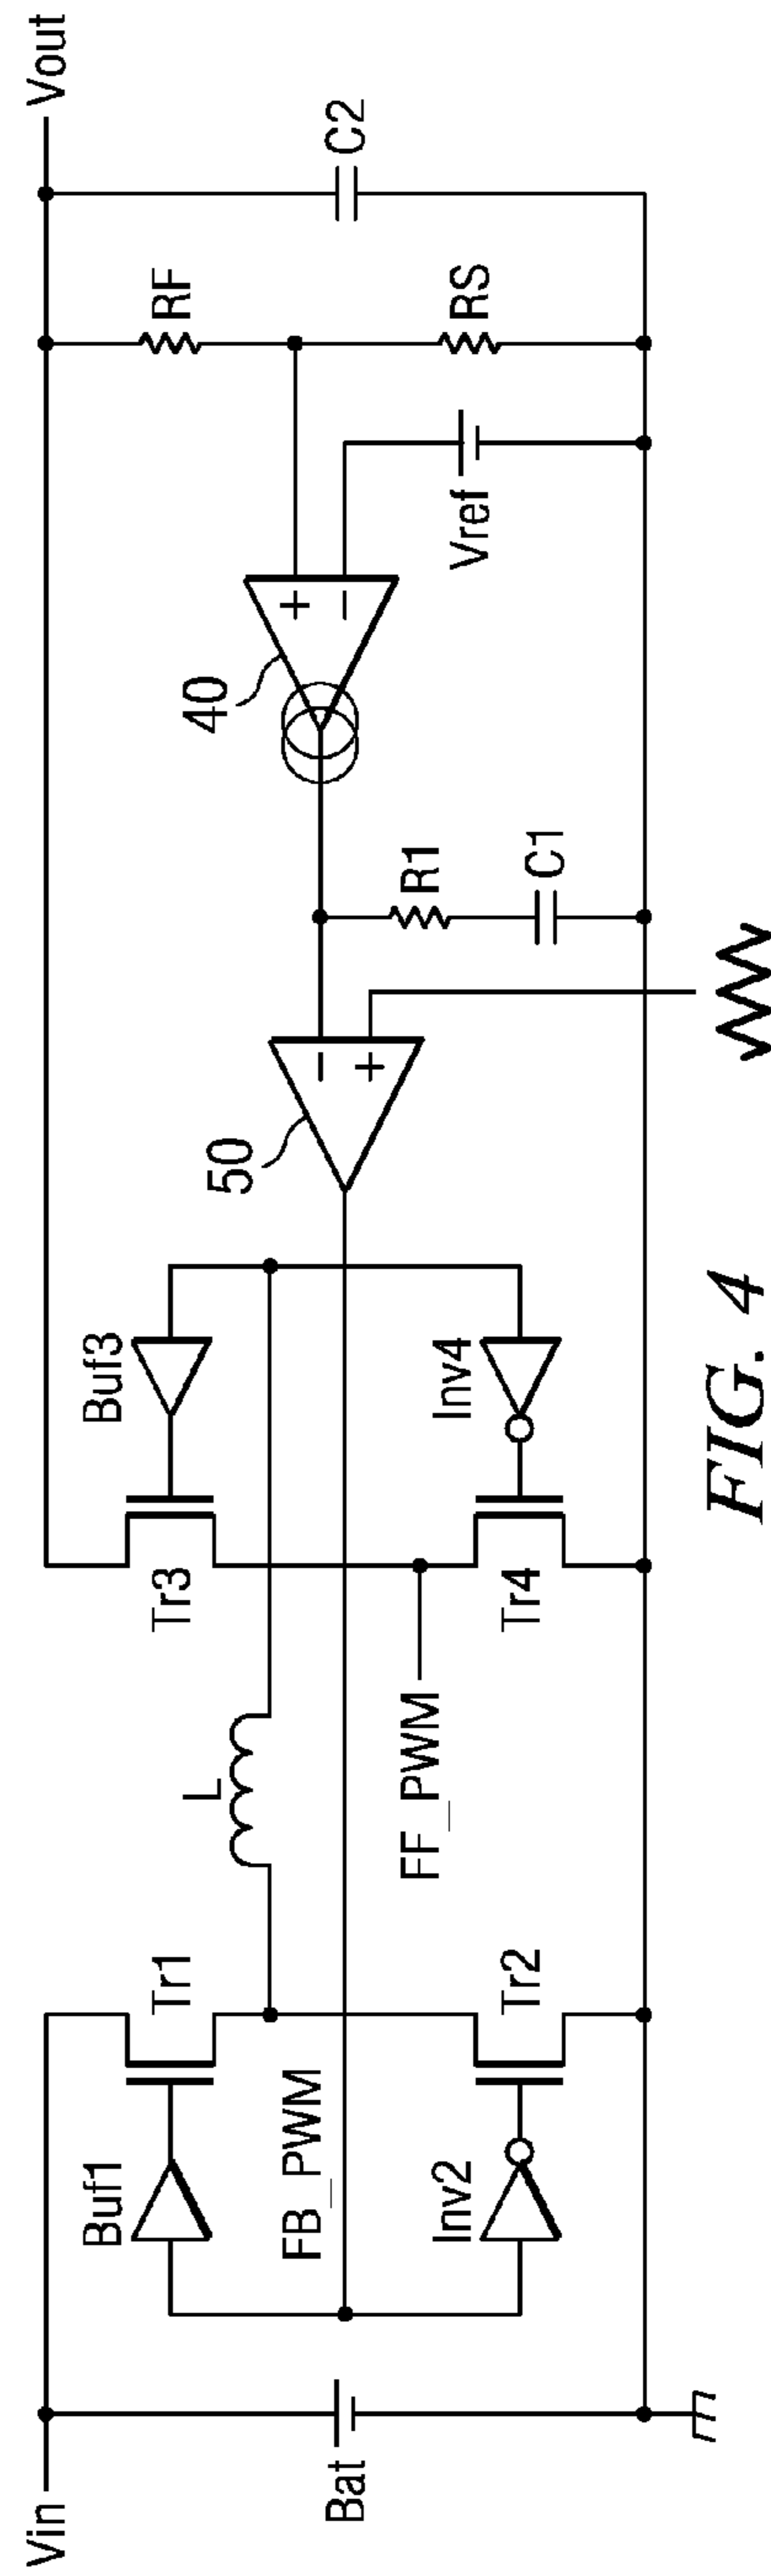 Vin
Vout
Bat
Buf1
Tr1
FB_PWM
Inv2
Tr2
L
FF_PWM
Tr3
Buf3
Tr4
Inv4
50
-
+
R1
C1
40
+
-
Vref
RF
RS
C2
FIG. 4